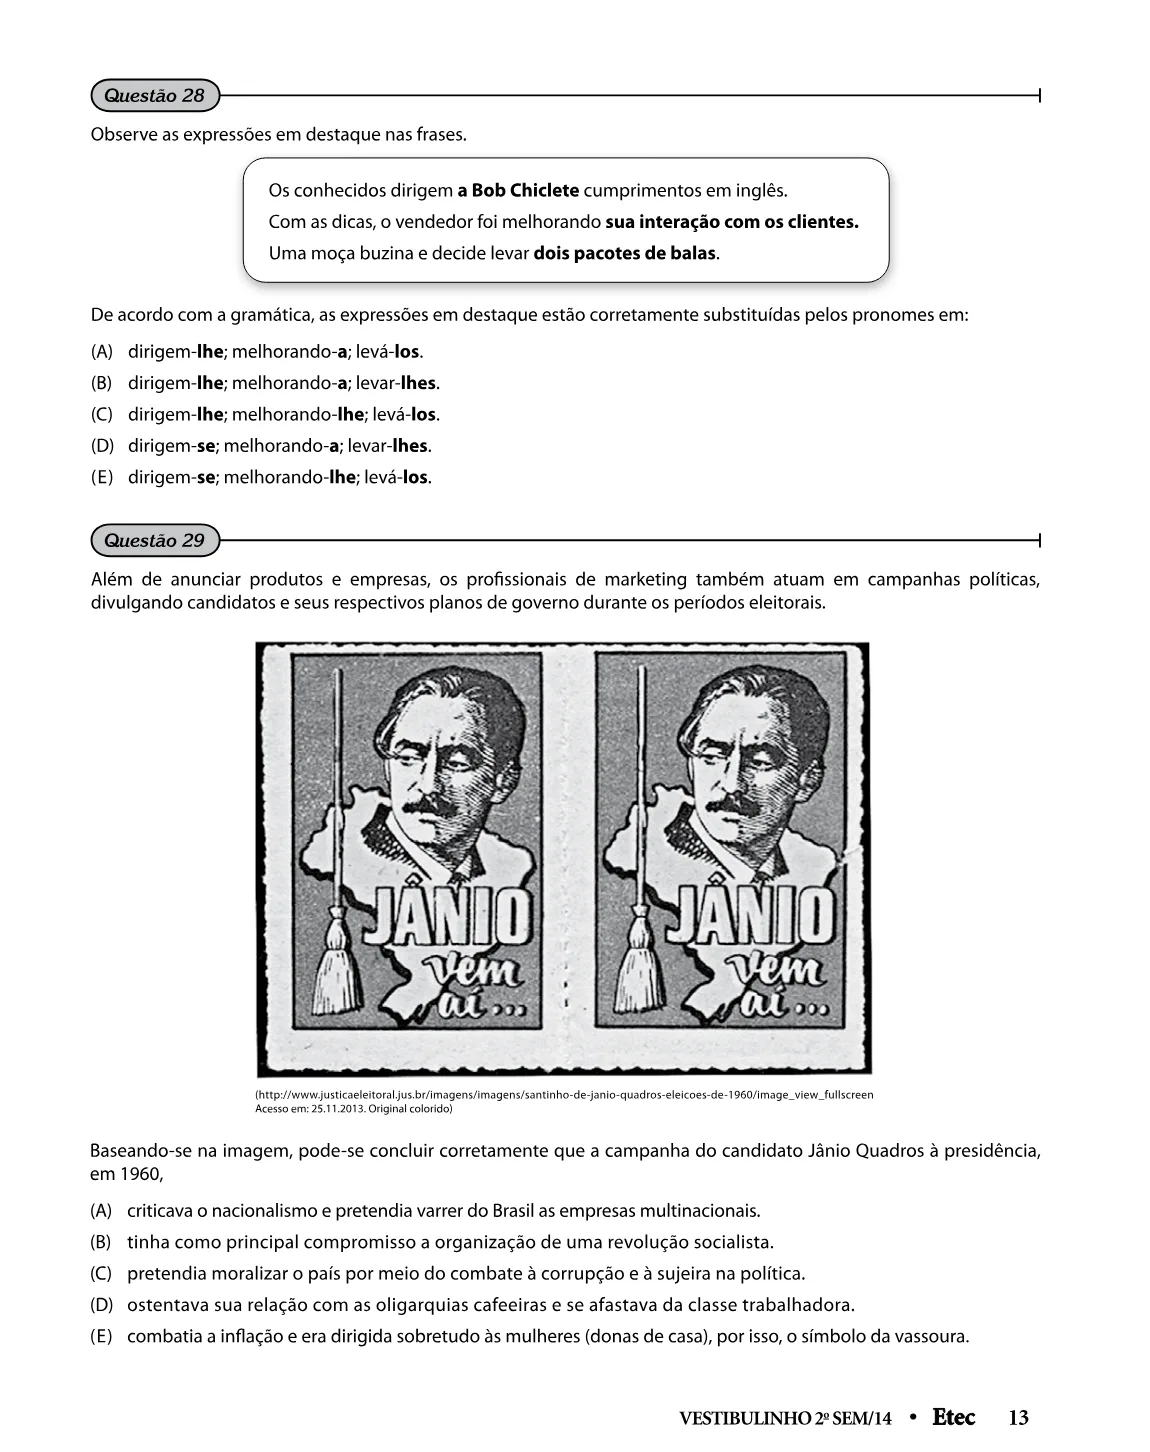 Questão 28
Observe as expressões em destaque nas frases.
Os conhecidos dirigem a Bob Chiclete cumprimentos em inglês.
Com as dicas, o vendedor foi melhorando sua interação com os clientes.
Uma moça buzina e decide levar dois pacotes de balas.
De acordo com a gramática, as expressões em destaque estão corretamente substituídas pelos pronomes em:
(A) dirigem-lhe; melhorando-a; levá-los.
(B) dirigem-lhe; melhorando-a; levar-lhes.
(C) dirigem-lhe; melhorando-lhe; levá-los.
(D) dirigem-se; melhorando-a; levar-lhes.
(E) dirigem-se; melhorando-lhe; levá-los.
Questão 29
Além de anunciar produtos e empresas, os profissionais de marketing também atuam em campanhas políticas,
divulgando candidatos e seus respectivos planos de governo durante os períodos eleitorais.
JÂNIO
vem
aí...
JÂNIO
vem
aí...
(http://www.justicaeleitoral.jus.br/imagens/imagens/santinho-de-janio-quadros-eleicoes-de-1960/image_view_fullscreen
Acesso em: 25.11.2013. Original colorido)
Baseando-se na imagem, pode-se concluir corretamente que a campanha do candidato Jânio Quadros à presidência,
em 1960,
(A) criticava o nacionalismo e pretendia varrer do Brasil as empresas multinacionais.
(B) tinha como principal compromisso a organização de uma revolução socialista.
(C) pretendia moralizar o país por meio do combate à corrupção e à sujeira na política.
(D) ostentava sua relação com as oligarquias cafeeiras e se afastava da classe trabalhadora.
(E) combatia a inflação e era dirigida sobretudo às mulheres (donas de casa), por isso, o símbolo da vassoura.
VESTIBULINHO 2º SEM/14 • Etec 13